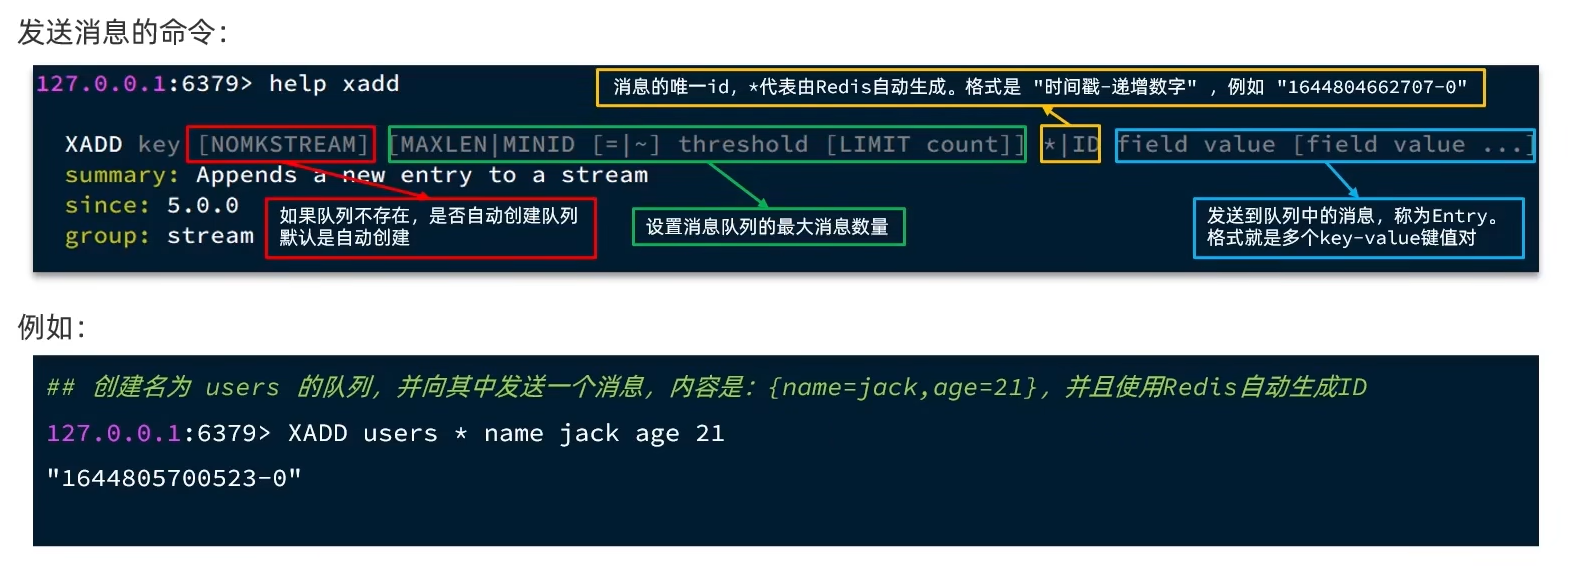 发送消息的命令：
127.0.0.1:6379> help xadd
消息的唯一id，*代表由Redis自动生成。格式是 "时间戳-递增数字" ，例如 "1644804662707-0"
XADD key [NOMKSTREAM] [MAXLEN|MINID [=|~] threshold [LIMIT count]] *|ID field value [field value ...]
summary: Appends a new entry to a stream
since: 5.0.0
group: stream
如果队列不存在，是否自动创建队列
默认是自动创建
设置消息队列的最大消息数量
发送到队列中的消息，称为Entry。
格式就是多个key-value键值对
例如：
## 创建名为 users 的队列，并向其中发送一个消息，内容是：{name=jack,age=21}，并且使用Redis自动生成ID
127.0.0.1:6379> XADD users * name jack age 21
"1644805700523-0"